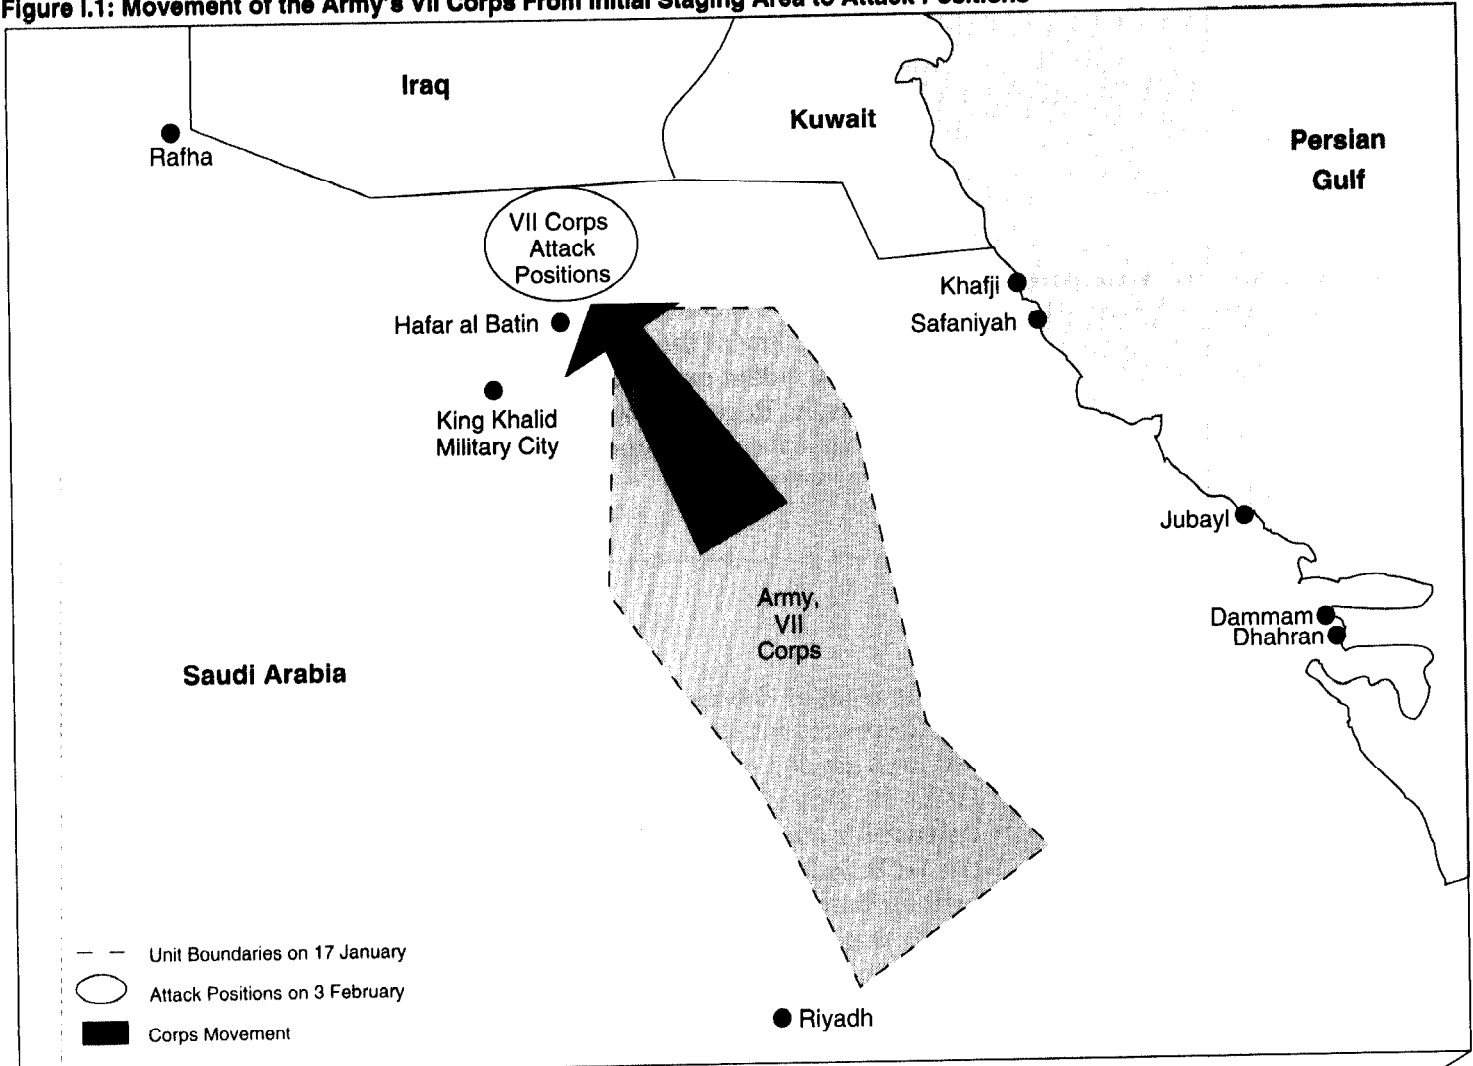 Figure I.1: Movement of the Army's VII Corps From Initial Staging Area to Attack Positions
Iraq
Kuwait
Persian
Gulf
Rafha
VII Corps
Attack
Positions
Khafji
Safaniyah
Hafar al Batin
King Khalid
Military City
Jubayl
Army,
VII
Corps
Dammam
Dhahran
Saudi Arabia
Unit Boundaries on 17 January
Attack Positions on 3 February
Corps Movement
Riyadh